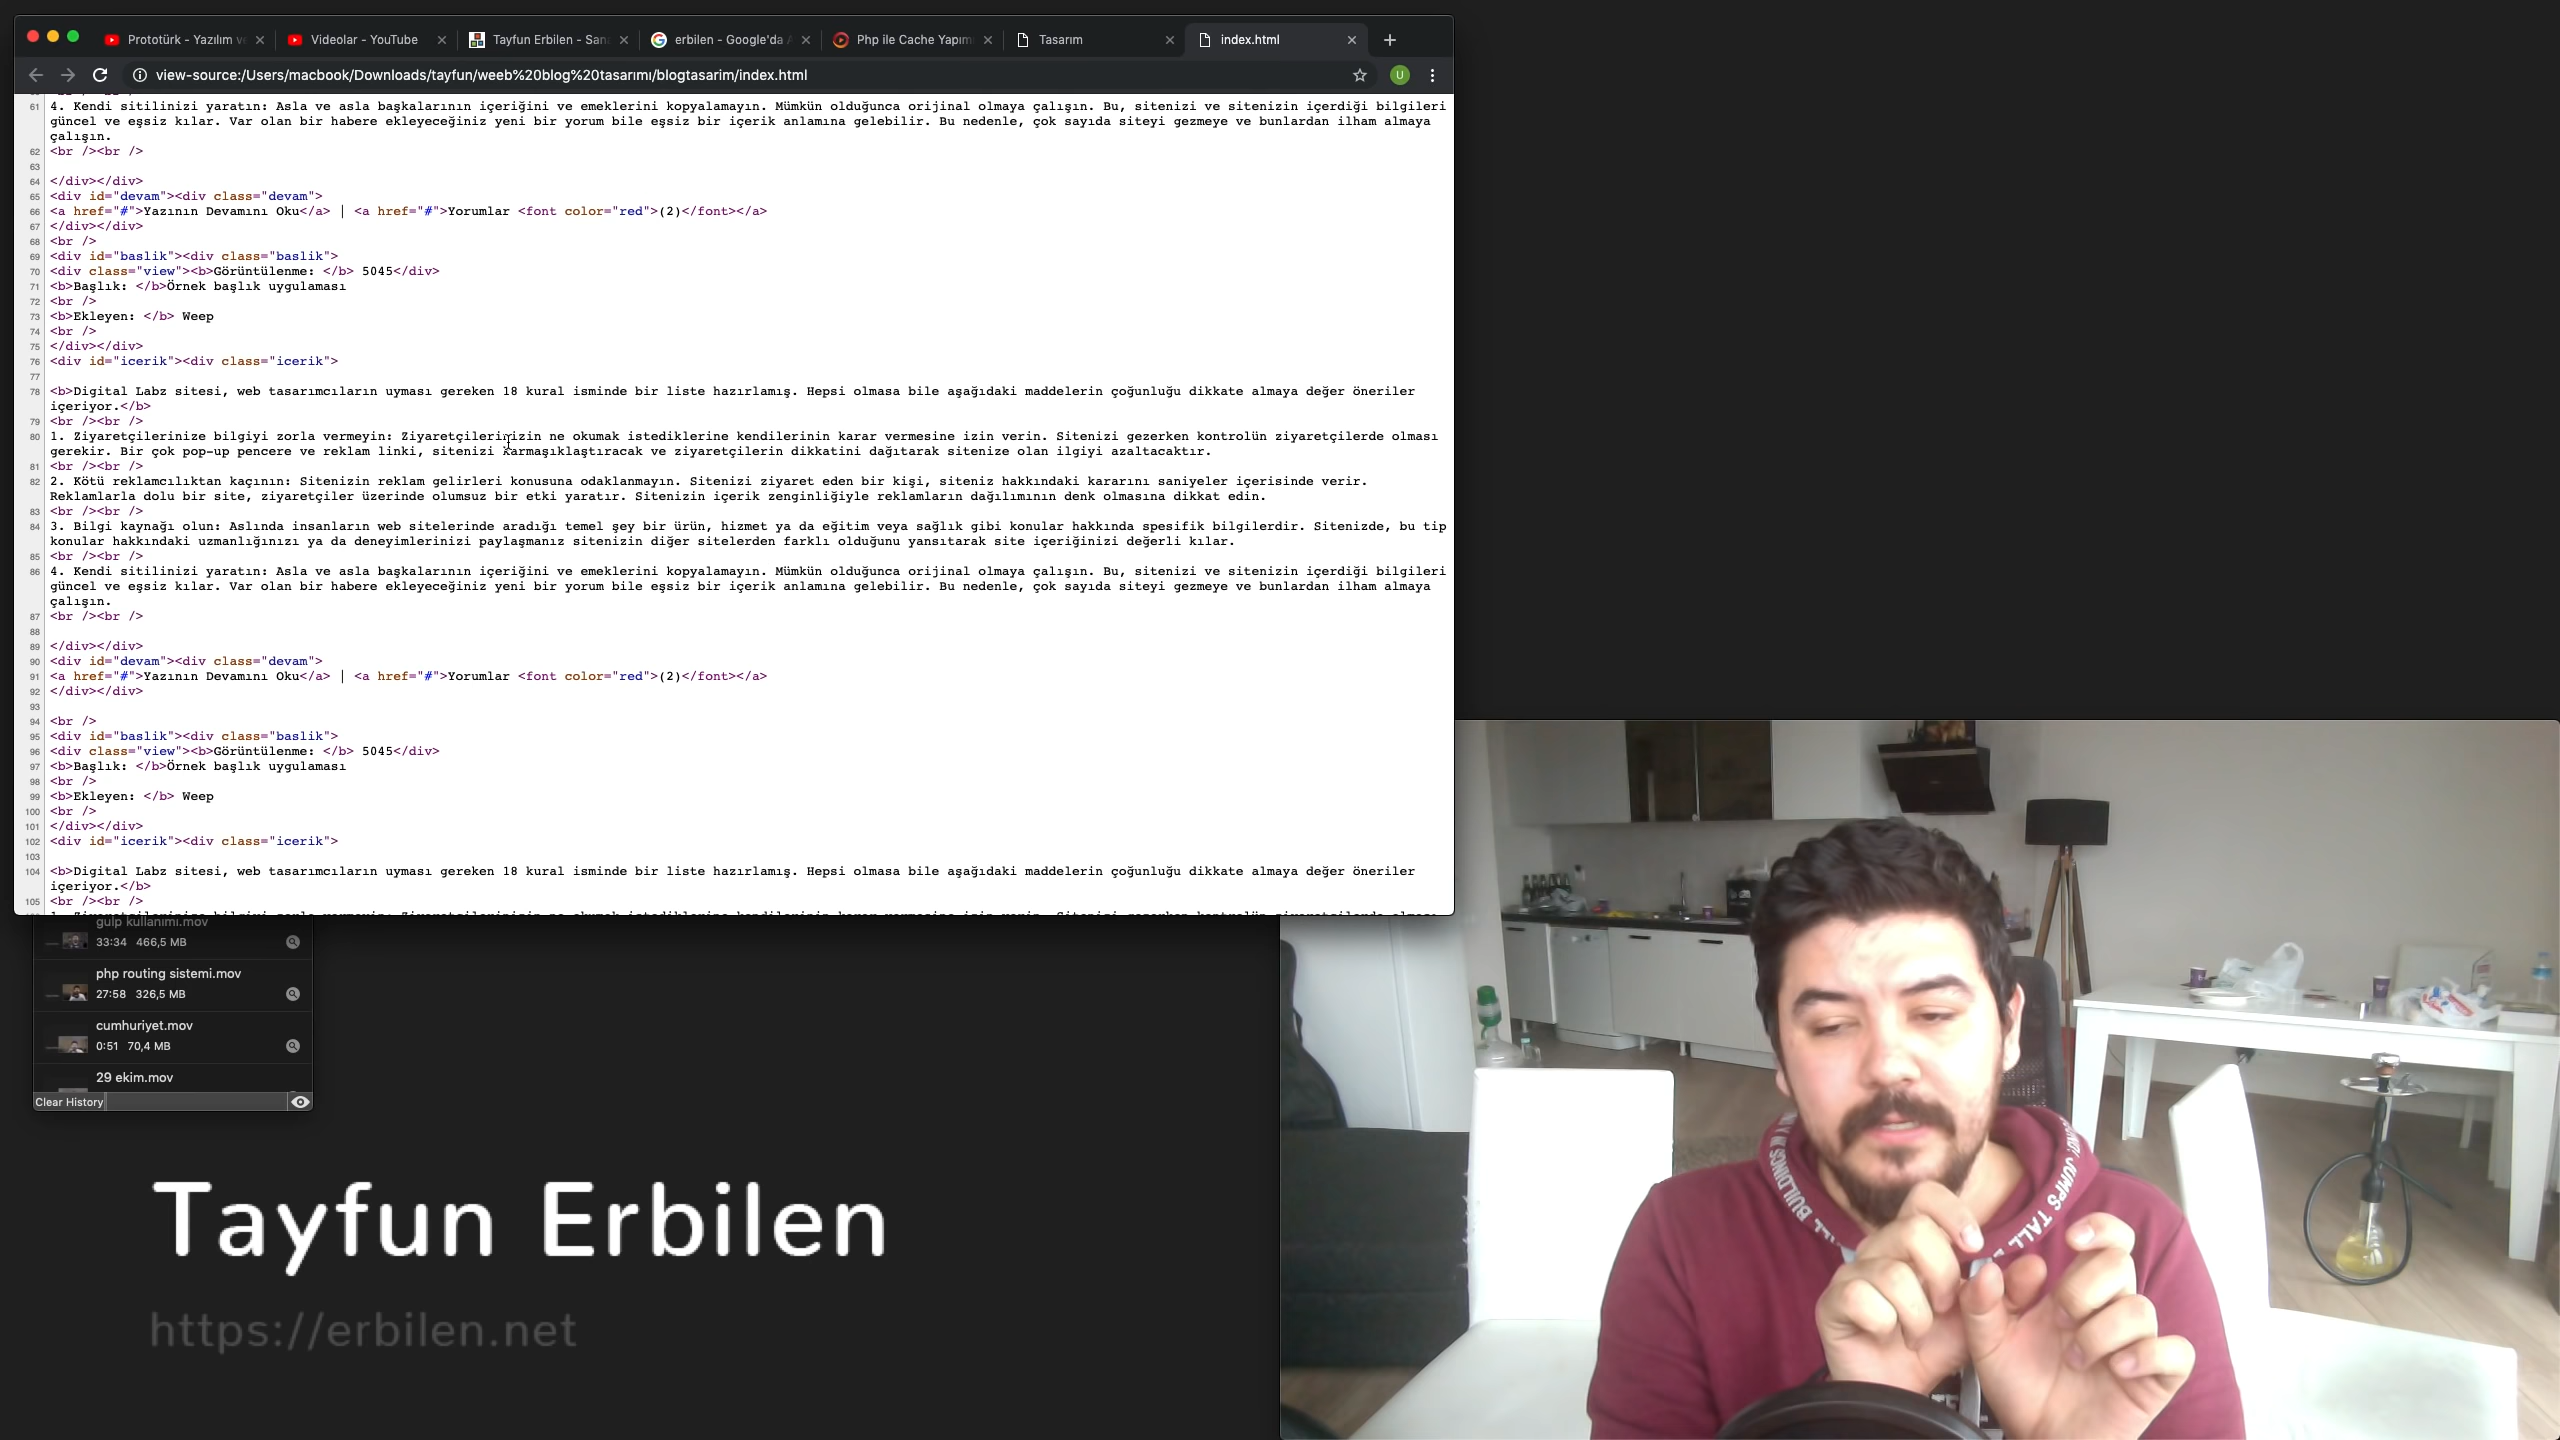 Prototürk - Yazılım ve
Videolar - YouTube
Tayfun Erbilen - San
erbilen - Google'da A
Php ile Cache Yapım
Tasarım
index.html
view-source:/Users/macbook/Downloads/tayfun/weeb%20blog%20tasarımı/blogtasarim/index.html
U
61 4. Kendi sitilinizi yaratın: Asla ve asla başkalarının içeriğini ve emeklerini kopyalamayın. Mümkün olduğunca orijinal olmaya çalışın. Bu, sitenizi ve sitenizin içerdiği bilgileri
güncel ve eşsiz kılar. Var olan bir habere ekleyeceğiniz yeni bir yorum bile eşsiz bir içerik anlamına gelebilir. Bu nedenle, çok sayıda siteyi gezmeye ve bunlardan ilham almaya
çalışın.
62 <br /><br />
63
64 </div></div>
65 <div id="devam"><div class="devam">
66 <a href="#">Yazının Devamını Oku</a> | <a href="#">Yorumlar <font color="red">(2)</font></a>
67 </div></div>
68 <br />
69 <div id="baslik"><div class="baslik">
70 <div class="view"><b>Görüntülenme: </b> 5045</div>
71 <b>Başlık: </b>Örnek başlık uygulaması
72 <br />
73 <b>Ekleyen: </b> Weep
74 <br />
75 </div></div>
76 <div id="icerik"><div class="icerik">
77
78 <b>Digital Labz sitesi, web tasarımcıların uyması gereken 18 kural isminde bir liste hazırlamış. Hepsi olmasa bile aşağıdaki maddelerin çoğunluğu dikkate almaya değer öneriler
içeriyor.</b>
79 <br /><br />
80 1. Ziyaretçilerinize bilgiyi zorla vermeyin: Ziyaretçilerinizin ne okumak istediklerine kendilerinin karar vermesine izin verin. Sitenizi gezerken kontrolün ziyaretçilerde olması
gerekir. Bir çok pop-up pencere ve reklam linki, sitenizi karmaşıklaştıracak ve ziyaretçilerin dikkatini dağıtarak sitenize olan ilgiyi azaltacaktır.
81 <br /><br />
82 2. Kötü reklamcılıktan kaçının: Sitenizin reklam gelirleri konusuna odaklanmayın. Sitenizi ziyaret eden bir kişi, siteniz hakkındaki kararını saniyeler içerisinde verir.
Reklamlarla dolu bir site, ziyaretçiler üzerinde olumsuz bir etki yaratır. Sitenizin içerik zenginliğiyle reklamların dağılımının denk olmasına dikkat edin.
83 <br /><br />
84 3. Bilgi kaynağı olun: Aslında insanların web sitelerinde aradığı temel şey bir ürün, hizmet ya da eğitim veya sağlık gibi konular hakkında spesifik bilgilerdir. Sitenizde, bu tip
konular hakkındaki uzmanlığınızı ya da deneyimlerinizi paylaşmanız sitenizin diğer sitelerden farklı olduğunu yansıtarak site içeriğinizi değerli kılar.
85 <br /><br />
86 4. Kendi sitilinizi yaratın: Asla ve asla başkalarının içeriğini ve emeklerini kopyalamayın. Mümkün olduğunca orijinal olmaya çalışın. Bu, sitenizi ve sitenizin içerdiği bilgileri
güncel ve eşsiz kılar. Var olan bir habere ekleyeceğiniz yeni bir yorum bile eşsiz bir içerik anlamına gelebilir. Bu nedenle, çok sayıda siteyi gezmeye ve bunlardan ilham almaya
çalışın.
87 <br /><br />
88
89 </div></div>
90 <div id="devam"><div class="devam">
91 <a href="#">Yazının Devamını Oku</a> | <a href="#">Yorumlar <font color="red">(2)</font></a>
92 </div></div>
93
94 <br />
95 <div id="baslik"><div class="baslik">
96 <div class="view"><b>Görüntülenme: </b> 5045</div>
97 <b>Başlık: </b>Örnek başlık uygulaması
98 <br />
99 <b>Ekleyen: </b> Weep
100 <br />
101 </div></div>
102 <div id="icerik"><div class="icerik">
103
104 <b>Digital Labz sitesi, web tasarımcıların uyması gereken 18 kural isminde bir liste hazırlamış. Hepsi olmasa bile aşağıdaki maddelerin çoğunluğu dikkate almaya değer öneriler
içeriyor.</b>
105 <br /><br />
gulp kullanımı.mov
33:34 466,5 MB
php routing sistemi.mov
27:58 326,5 MB
cumhuriyet.mov
0:51 70,4 MB
29 ekim.mov
Clear History
Tayfun Erbilen
https://erbilen.net